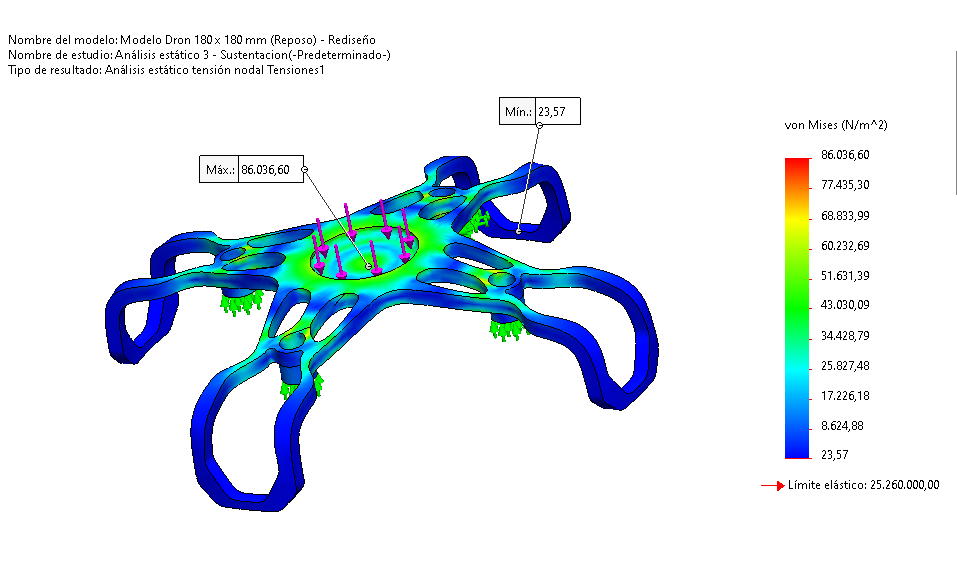 Nombre del modelo: Modelo Dron 180 x 180 mm (Reposo) - Rediseño
Nombre de estudio: Análisis estático 3 - Sustentacion(-Predeterminado-)
Tipo de resultado: Análisis estático tensión nodal Tensiones1
Mín.: 23,57
Máx.: 86.036,60
von Mises (N/m^2)
86.036,60
77.435,30
68.833,99
60.232,69
51.631,39
43.030,09
34.428,79
25.827,48
17.226,18
8.624,88
23,57
Límite elástico: 25.260.000,00